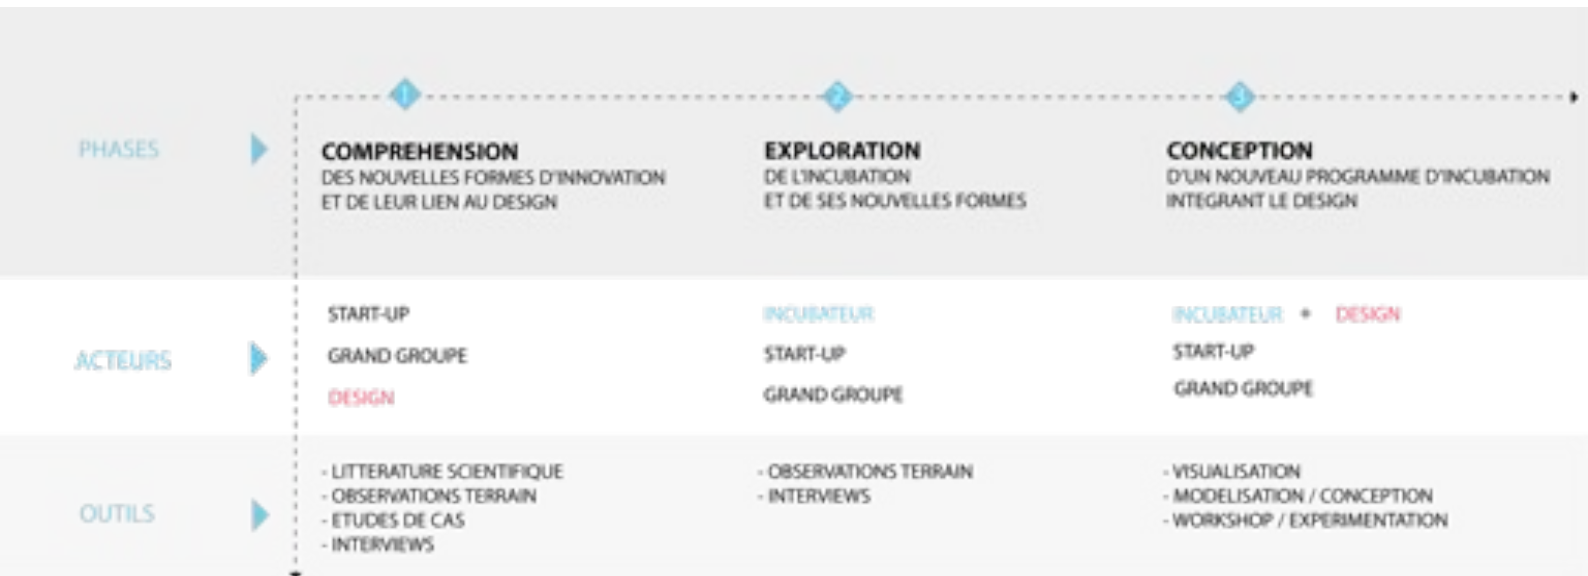 1
2
3
PHASES
COMPREHENSION
DES NOUVELLES FORMES D'INNOVATION
ET DE LEUR LIEN AU DESIGN
EXPLORATION
DE L'INCUBATION
ET DE SES NOUVELLES FORMES
CONCEPTION
D'UN NOUVEAU PROGRAMME D'INCUBATION
INTEGRANT LE DESIGN
ACTEURS
START-UP
GRAND GROUPE
DESIGN
INCUBATEUR
START-UP
GRAND GROUPE
INCUBATEUR + DESIGN
START-UP
GRAND GROUPE
OUTILS
- LITTERATURE SCIENTIFIQUE
- OBSERVATIONS TERRAIN
- ETUDES DE CAS
- INTERVIEWS
- OBSERVATIONS TERRAIN
- INTERVIEWS
- VISUALISATION
- MODELISATION / CONCEPTION
- WORKSHOP / EXPERIMENTATION